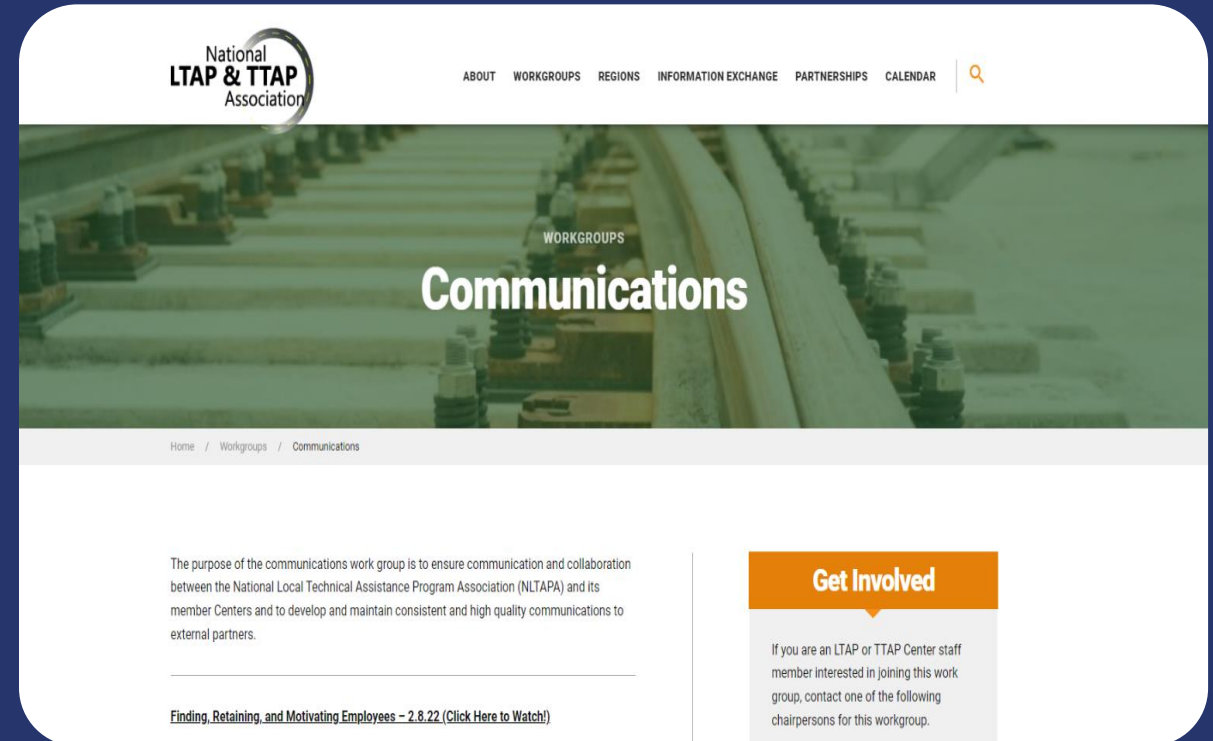 National
LTAP & TTAP
Association
ABOUT WORKGROUPS REGIONS INFORMATION EXCHANGE PARTNERSHIPS CALENDAR
WORKGROUPS
Communications
Home / Workgroups / Communications
The purpose of the communications work group is to ensure communication and collaboration
between the National Local Technical Assistance Program Association (NLTAPA) and its
member Centers and to develop and maintain consistent and high quality communications to
external partners.
Finding, Retaining, and Motivating Employees – 2.8.22 (Click Here to Watch!)
Get Involved
If you are an LTAP or TTAP Center staff
member interested in joining this work
group, contact one of the following
chairpersons for this workgroup.